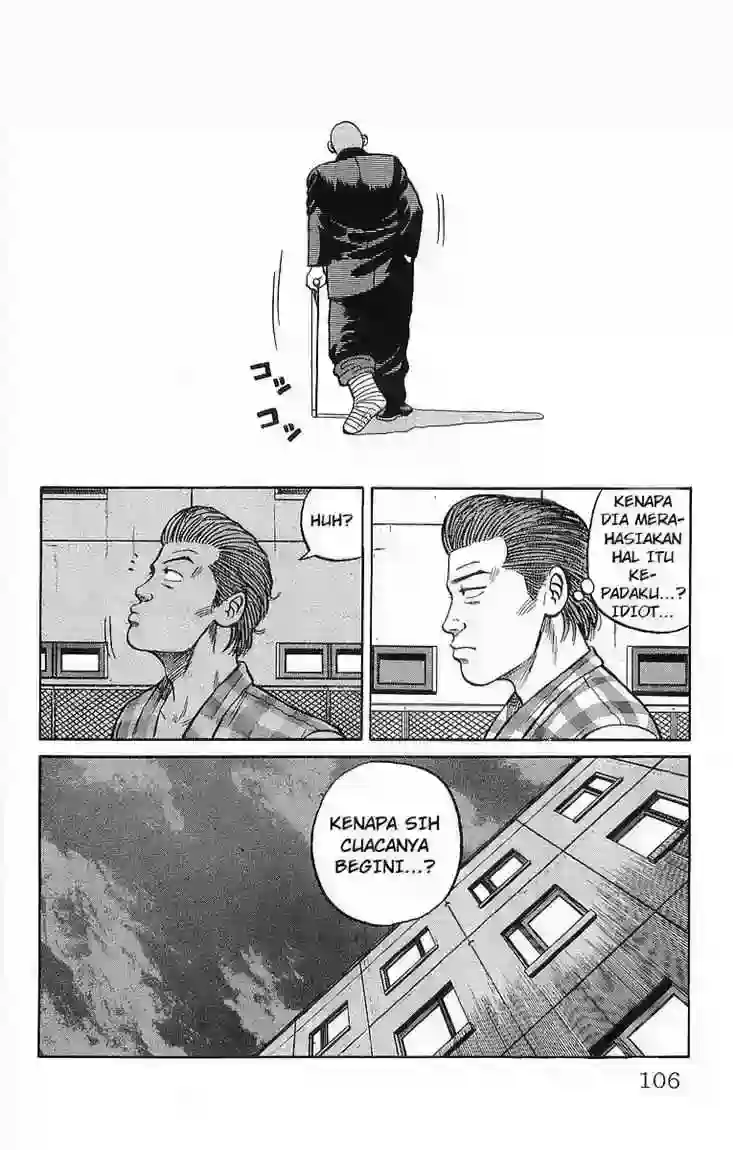 コッ
コッ
KENAPA
DIA MERA-
HASIAKAN
HAL ITU
KE-
PADAKU...?
IDIOT...
HUH?
KENAPA SIH
CUACANYA
BEGINI...?
106